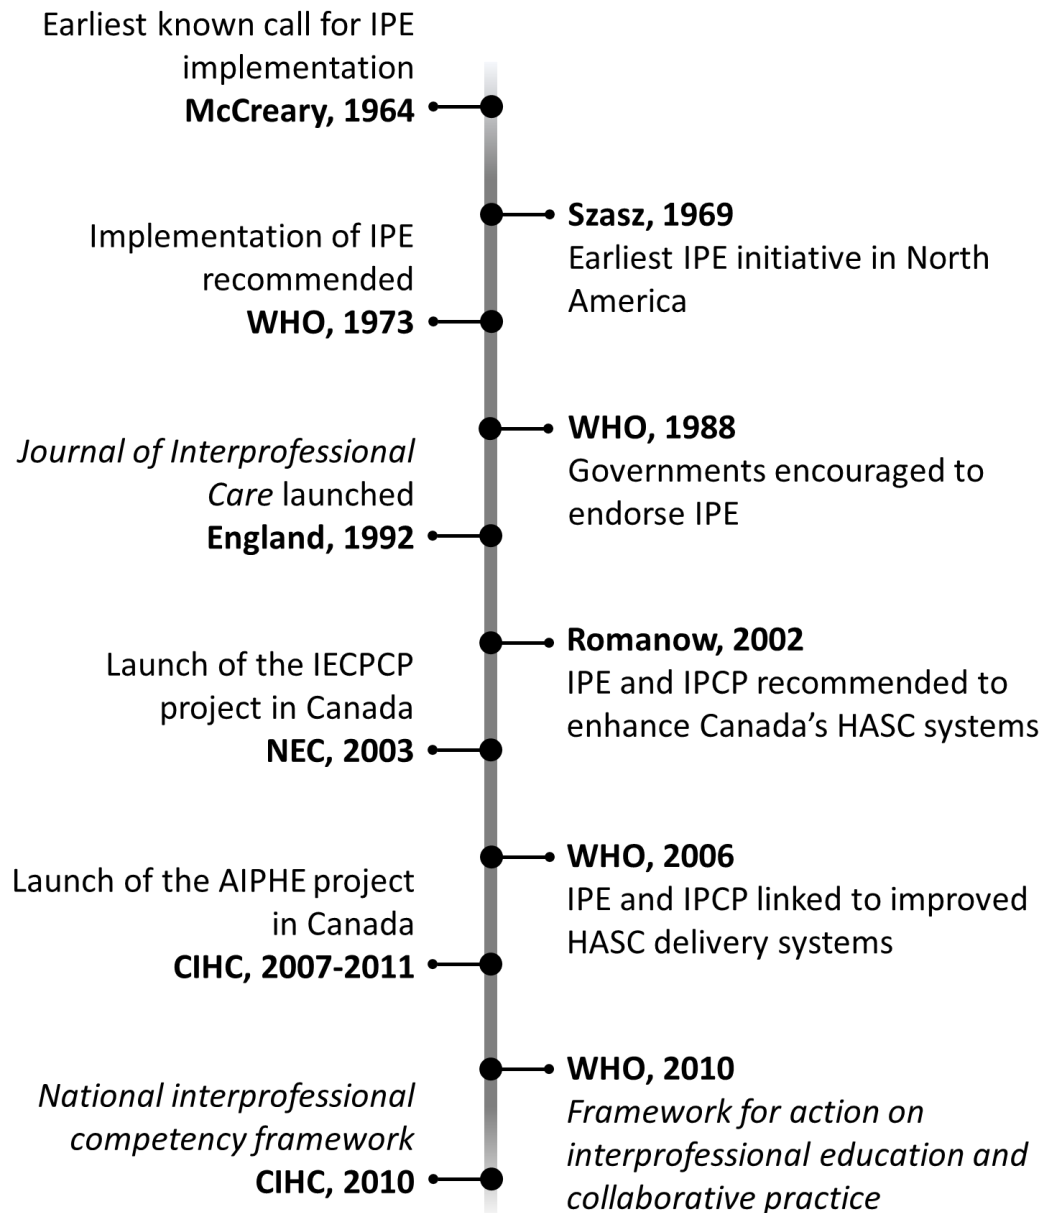 Earliest known call for IPE
implementation
McCreary, 1964
Szasz, 1969
Earliest IPE initiative in North
America
Implementation of IPE
recommended
WHO, 1973
WHO, 1988
Governments encouraged to
endorse IPE
Journal of Interprofessional
Care launched
England, 1992
Romanow, 2002
IPE and IPCP recommended to
enhance Canada’s HASC systems
Launch of the IECPCP
project in Canada
NEC, 2003
WHO, 2006
IPE and IPCP linked to improved
HASC delivery systems
Launch of the AIPHE project
in Canada
CIHC, 2007-2011
WHO, 2010
Framework for action on
interprofessional education and
collaborative practice
National interprofessional
competency framework
CIHC, 2010